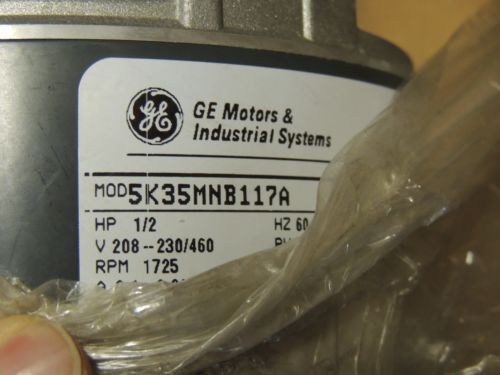 GE
GE Motors &
Industrial Systems
MOD 5K35MNB117A
HP 1/2 HZ 60
V 208--230/460
RPM 1725